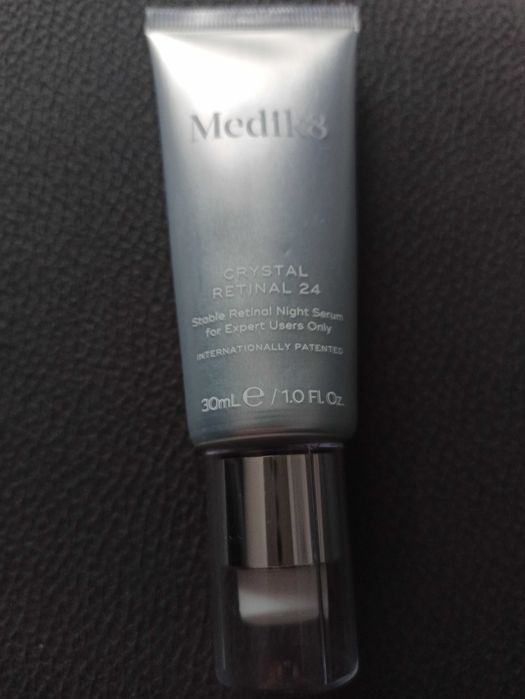 Medik8
CRYSTAL
RETINAL 24
Stable Retinal Night Serum
for Expert Users Only
INTERNATIONALLY PATENTED
30mL ℮ / 1.0 Fl. Oz.